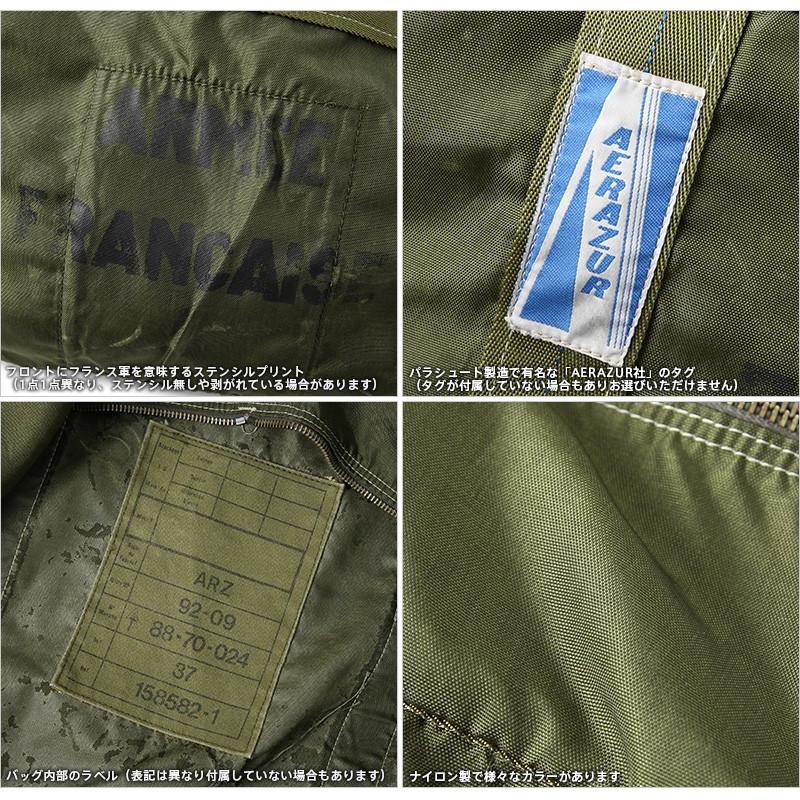 ARMEE
FRANCAISE
フロントにフランス軍を意味するステンシルプリント
（1点1点異なり、ステンシル無しや剥がれている場合があります）
AERAZUR
パラシュート製造で有名な「AERAZUR社」のタグ
（タグが付属していない場合もありお選びいただけません）
ARZ
92-09
88-70-024
37
158582-1
バッグ内部のラベル（表記は異なり付属していない場合もあります）
ナイロン製で様々なカラーがあります